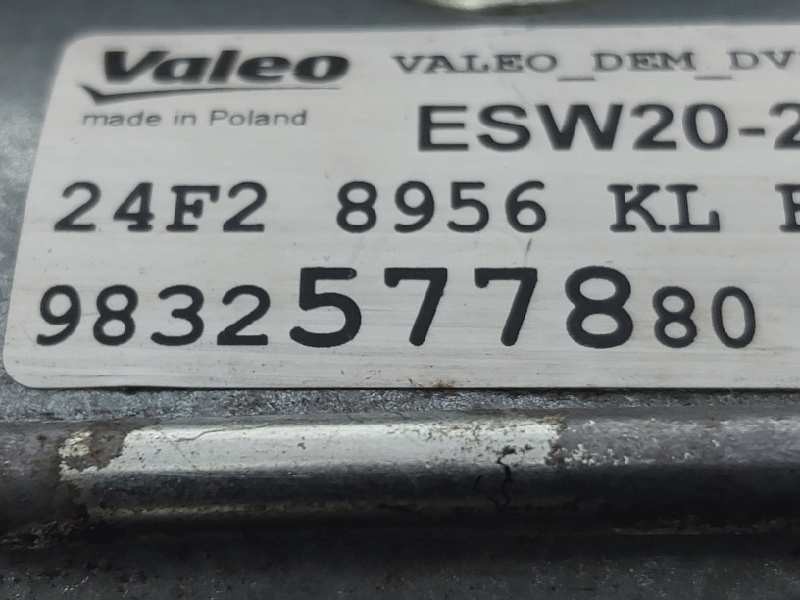 Valeo VALEO_DEM_DV
made in Poland ESW20-2
24F2 8956 KL
9832577880